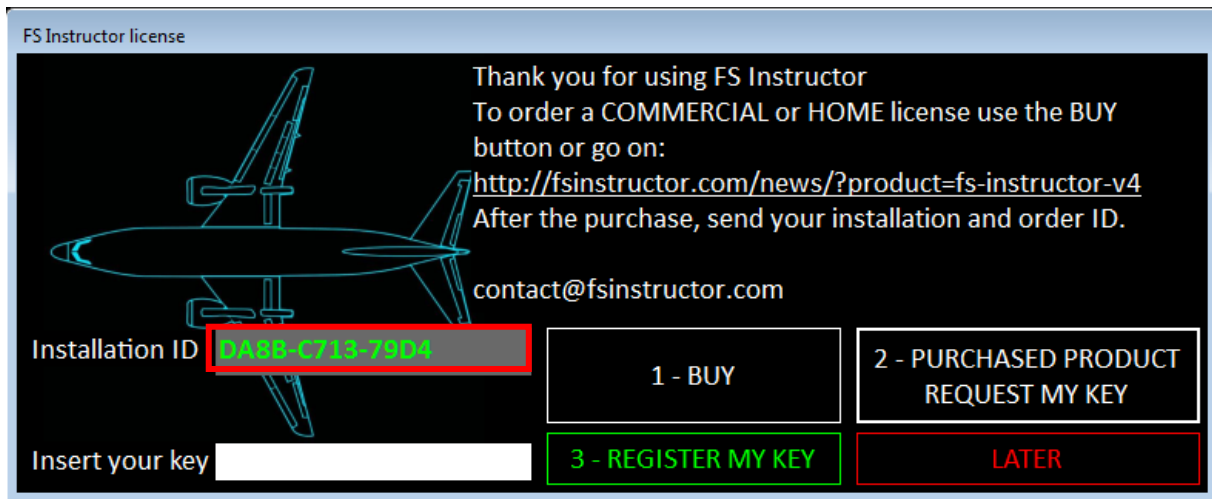 FS Instructor license
Thank you for using FS Instructor
To order a COMMERCIAL or HOME license use the BUY
button or go on:
http://fsinstructor.com/news/?product=fs-instructor-v4
After the purchase, send your installation and order ID.
contact@fsinstructor.com
Installation ID DA8B-C713-79D4
1 - BUY
2 - PURCHASED PRODUCT
REQUEST MY KEY
Insert your key
3 - REGISTER MY KEY
LATER